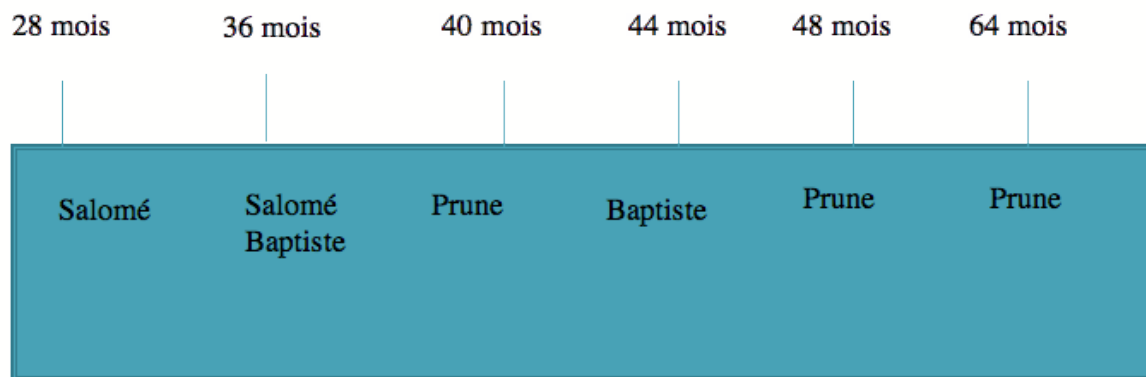 28 mois 36 mois 40 mois 44 mois 48 mois 64 mois
Salomé Salomé Prune Baptiste Prune Prune
Baptiste